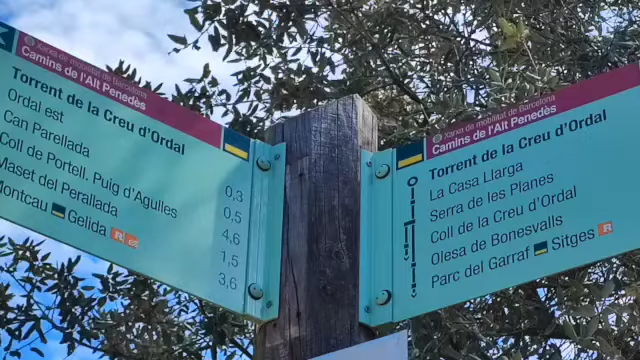 Xarxa de mobilitat de Barcelona
Camins de l'Alt Penedès
Torrent de la Creu d'Ordal
Ordal est 0,3
Can Parellada 0,5
Coll de Portell. Puig d'Agulles 4,6
Maset del Perallada 1,5
Montcau Gelida R 3,6
Xarxa de mobilitat de Barcelona
Camins de l'Alt Penedès
Torrent de la Creu d'Ordal
La Casa Llarga
Serra de les Planes
Coll de la Creu d'Ordal
Olesa de Bonesvalls
Parc del Garraf Sitges R